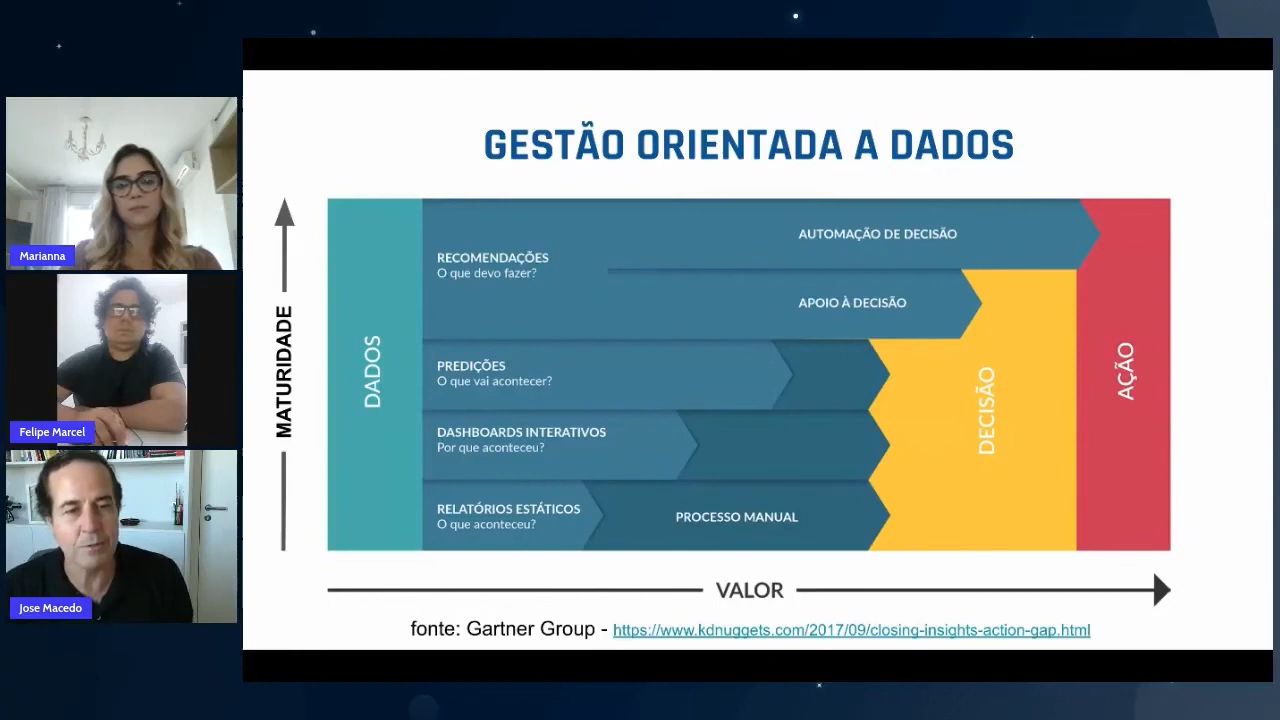 GESTÃO ORIENTADA A DADOS
MATURIDADE
DADOS
RECOMENDAÇÕES
O que devo fazer?
AUTOMAÇÃO DE DECISÃO
APOIO À DECISÃO
PREDIÇÕES
O que vai acontecer?
DASHBOARDS INTERATIVOS
Por que aconteceu?
RELATÓRIOS ESTÁTICOS
O que aconteceu?
PROCESSO MANUAL
DECISÃO
AÇÃO
VALOR
fonte: Gartner Group - https://www.kdnuggets.com/2017/09/closing-insights-action-gap.html
Marianna
Felipe Marcel
Jose Macedo